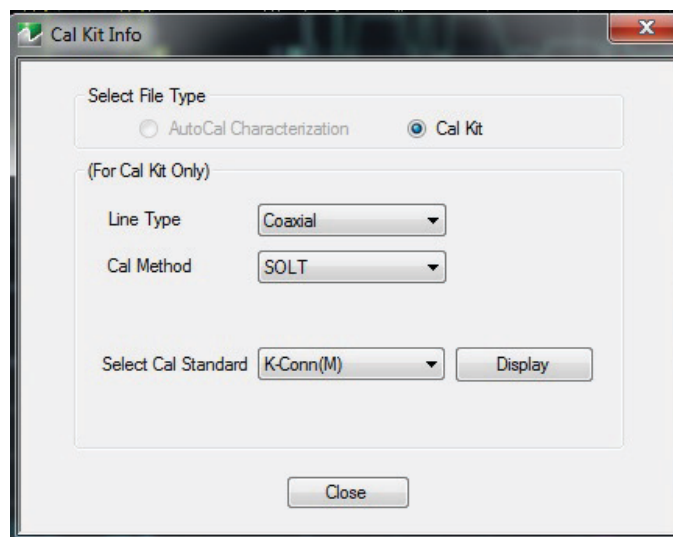 Cal Kit Info
X
Select File Type
AutoCal Characterization Cal Kit
(For Cal Kit Only)
Line Type Coaxial
Cal Method SOLT
Select Cal Standard K-Conn(M) Display
Close